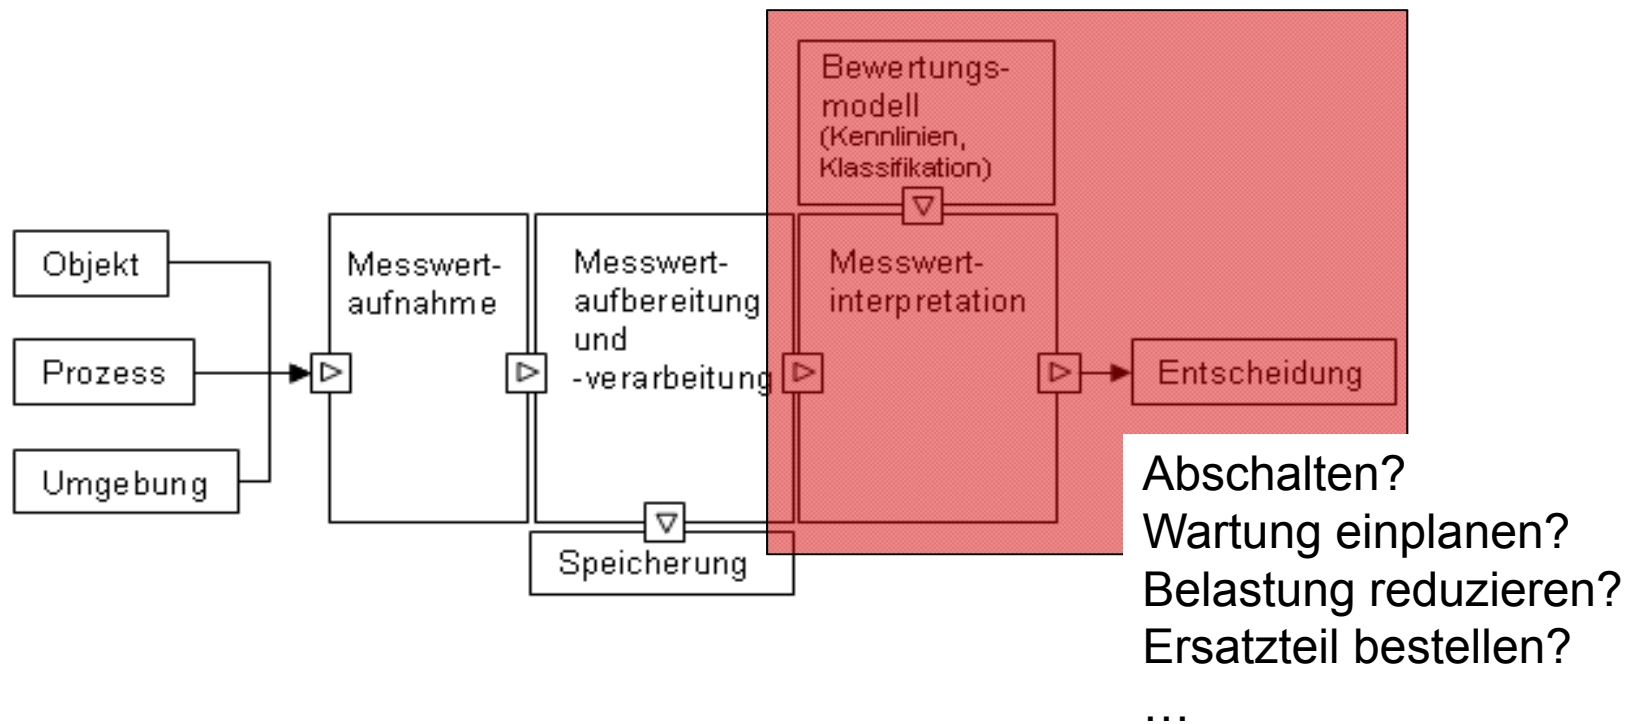 Bewertungs-
modell
(Kennlinien,
Klassifikation)
Objekt
Prozess
Umgebung
Messwert-
aufnahme
Messwert-
aufbereitung
und
-verarbeitung
Speicherung
Messwert-
interpretation
Entscheidung
Abschalten?
Wartung einplanen?
Belastung reduzieren?
Ersatzteil bestellen?
...